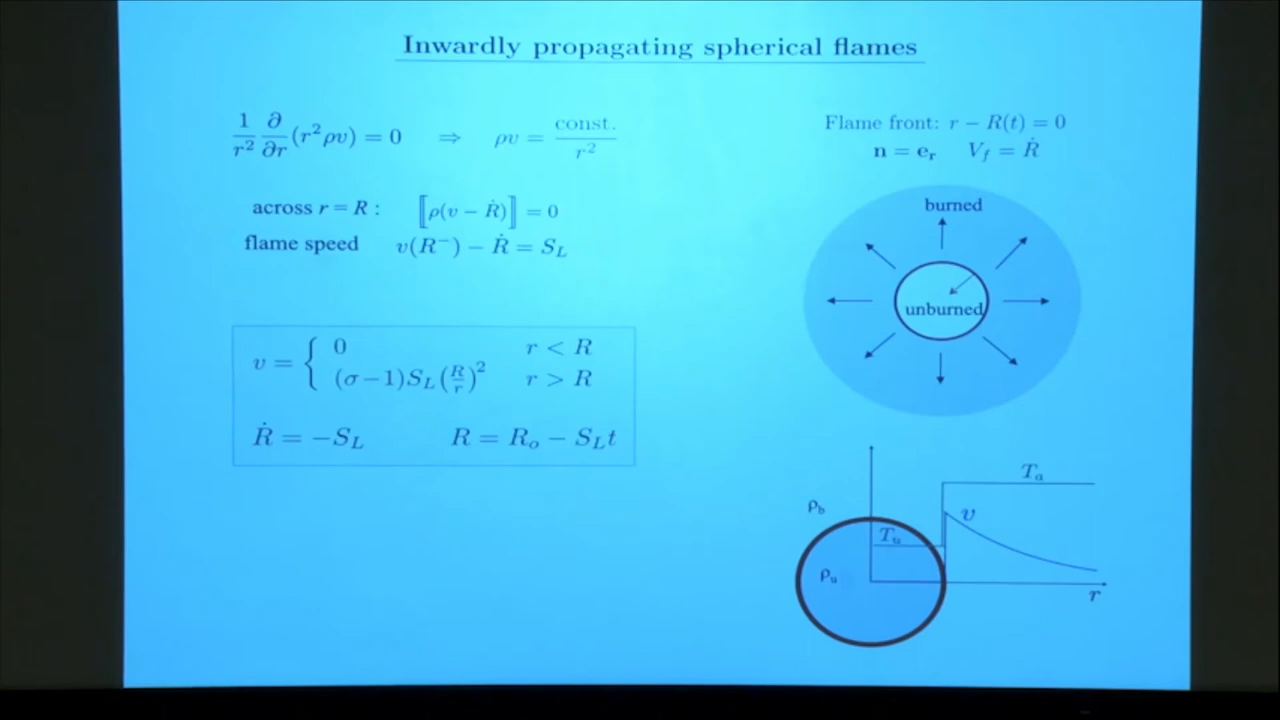 Inwardly propagating spherical flames
1/r² ∂/∂r (r²ρv) = 0 ⇒ ρv = const./r²
across r = R : ⟦ρ(v − Ṙ)⟧ = 0
flame speed v(R⁻) − Ṙ = S_L
v = { 0 r < R
(σ−1)S_L(R/r)² r > R
Ṙ = −S_L R = R_o − S_L t
Flame front: r − R(t) = 0
n = e_r V_f = Ṙ
burned
unburned
T_a
ρ_b
v
T_u
ρ_u
r